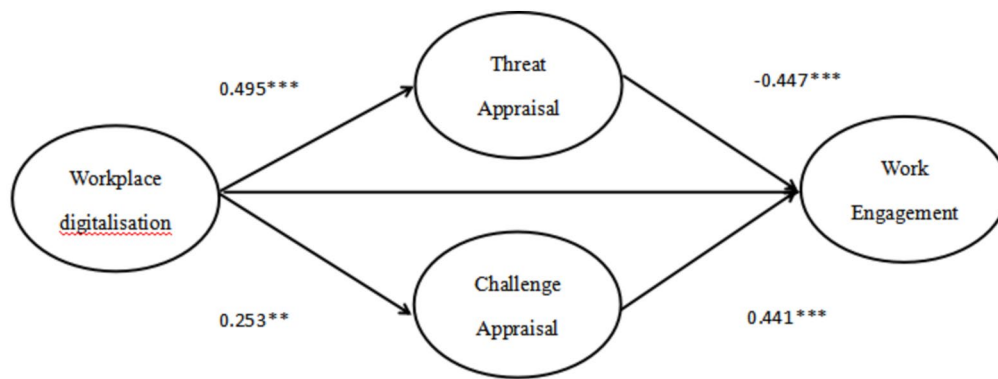 Threat
Appraisal
0.495***
-0.447***
Workplace
digitalisation
Work
Engagement
Challenge
Appraisal
0.253**
0.441***